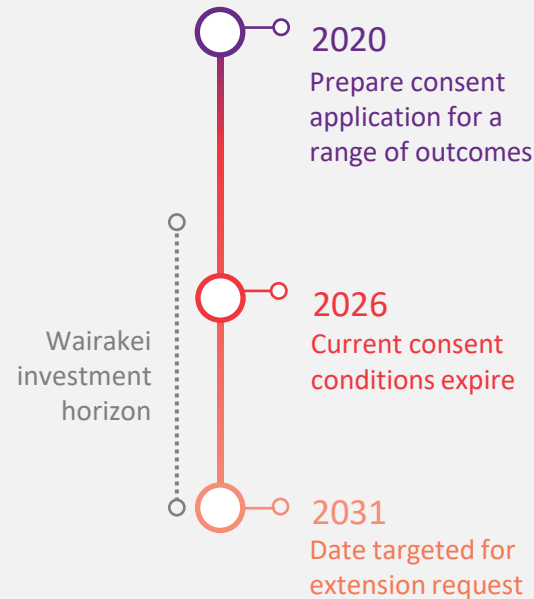 2020
Prepare consent
application for a
range of outcomes
Wairakei
investment
horizon
2026
Current consent
conditions expire
2031
Date targeted for
extension request